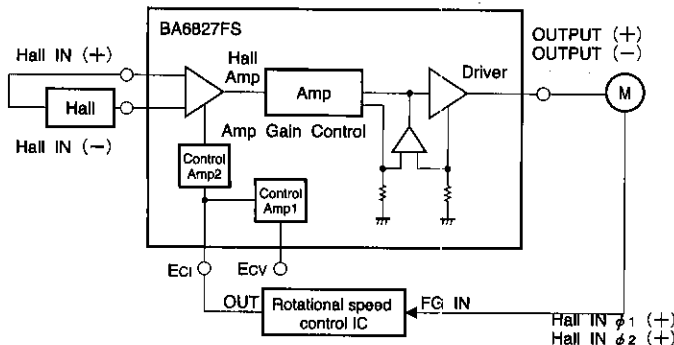 BA6827FS
OUTPUT (+)
OUTPUT (−)
Hall IN (+)
Hall
Amp
Driver
Amp
M
Hall
Amp Gain Control
Hall IN (−)
Control
Amp2
Control
Amp1
ECI
ECV
OUT
Rotational speed
control IC
FG IN
Hall IN φ1 (+)
Hall IN φ2 (+)